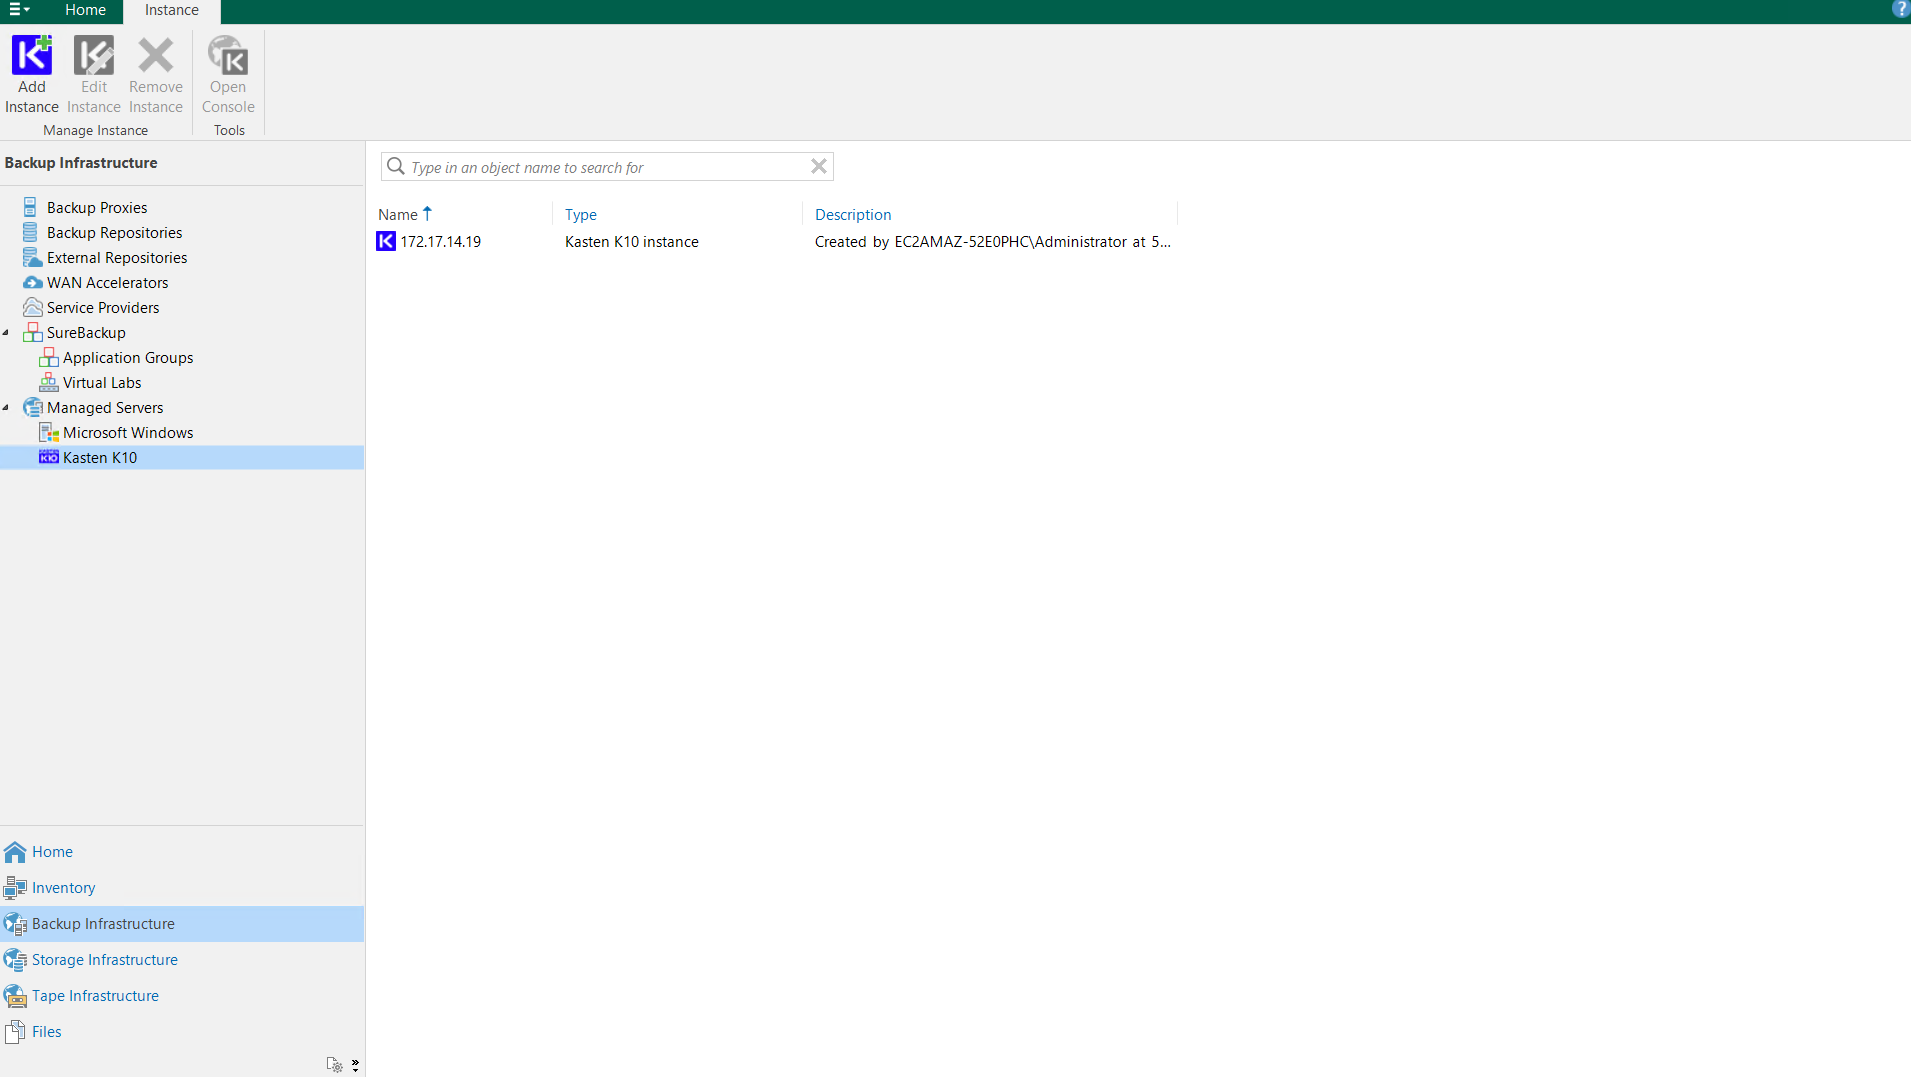 Home
Instance
?
Add Instance
Edit Instance
Remove Instance
Open Console
Manage Instance
Tools
Backup Infrastructure
Type in an object name to search for
Backup Proxies
Backup Repositories
External Repositories
WAN Accelerators
Service Providers
SureBackup
Application Groups
Virtual Labs
Managed Servers
Microsoft Windows
K10 Kasten K10
Name Type Description
K 172.17.14.19 Kasten K10 instance Created by EC2AMAZ-52E0PHC\Administrator at 5...
Home
Inventory
Backup Infrastructure
Storage Infrastructure
Tape Infrastructure
Files